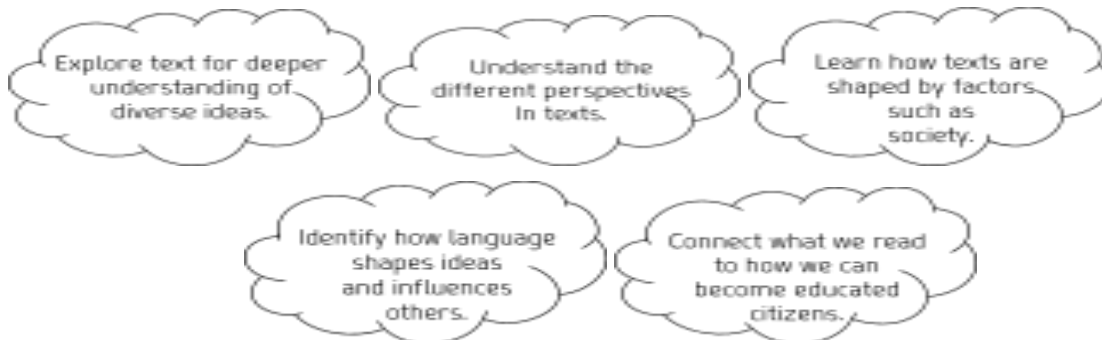 Explore text for deeper
understanding of
diverse ideas.
Understand the
different perspectives
In texts.
Learn how texts are
shaped by factors
such as
society.
Identify how language
shapes ideas
and influences
others.
Connect what we read
to how we can
become educated
citizens.